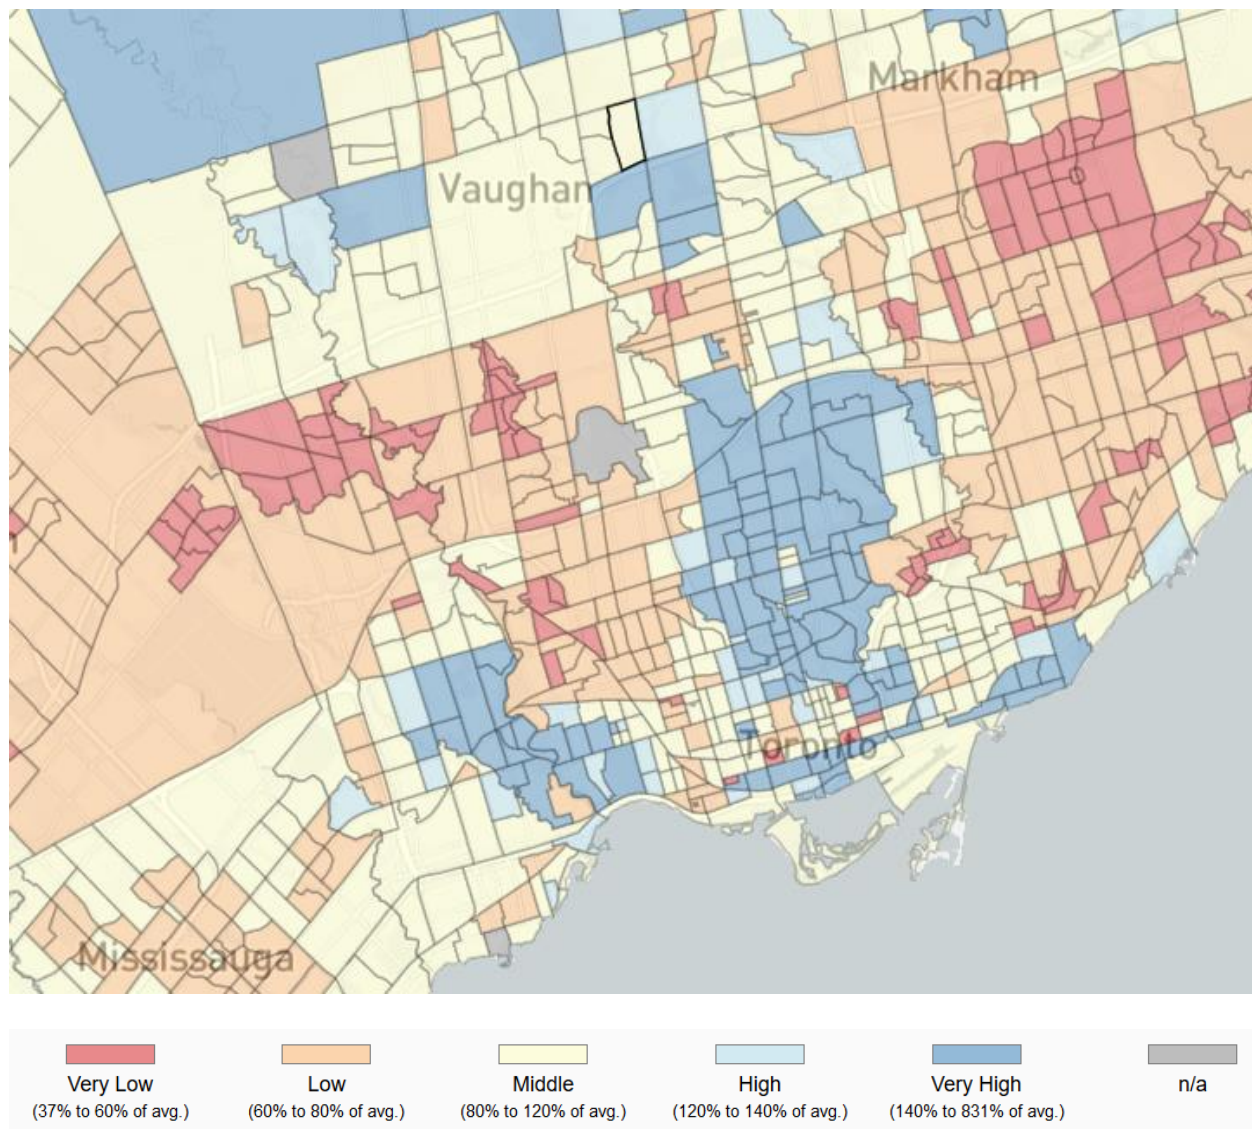 Markham
Vaughan
Toronto
Mississauga
Very Low
(37% to 60% of avg.)
Low
(60% to 80% of avg.)
Middle
(80% to 120% of avg.)
High
(120% to 140% of avg.)
Very High
(140% to 831% of avg.)
n/a